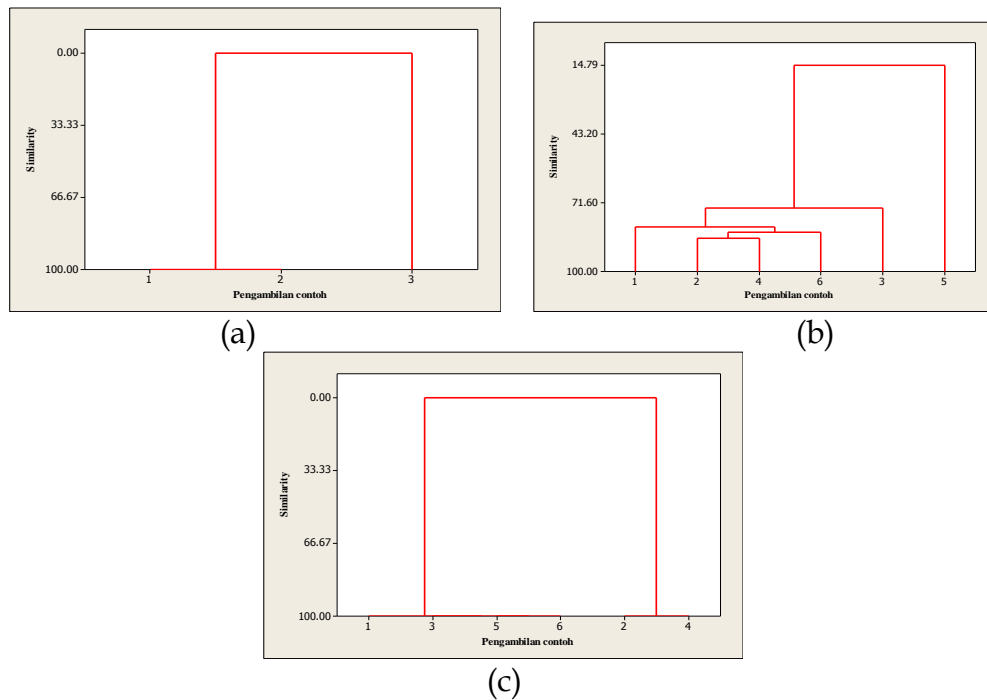 0.00
33.33
66.67
100.00
Similarity
1 2 3
Pengambilan contoh
(a)
14.79
43.20
71.60
100.00
Similarity
1 2 4 6 3 5
Pengambilan contoh
(b)
0.00
33.33
66.67
100.00
Similarity
1 3 5 6 2 4
Pengambilan contoh
(c)